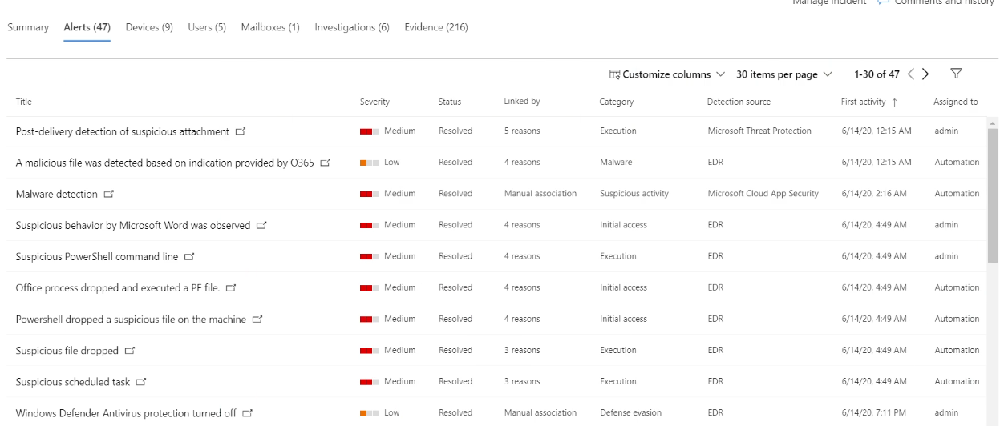 Manage incident Comments and history
Summary Alerts (47) Devices (9) Users (5) Mailboxes (1) Investigations (6) Evidence (216)
Customize columns 30 items per page 1-30 of 47
Title Severity Status Linked by Category Detection source First activity ↑ Assigned to
Post-delivery detection of suspicious attachment Medium Resolved 5 reasons Execution Microsoft Threat Protection 6/14/20, 12:15 AM admin
A malicious file was detected based on indication provided by O365 Low Resolved 4 reasons Malware EDR 6/14/20, 12:15 AM Automation
Malware detection Medium Resolved Manual association Suspicious activity Microsoft Cloud App Security 6/14/20, 2:16 AM Automation
Suspicious behavior by Microsoft Word was observed Medium Resolved 4 reasons Initial access EDR 6/14/20, 4:49 AM admin
Suspicious PowerShell command line Medium Resolved 4 reasons Execution EDR 6/14/20, 4:49 AM admin
Office process dropped and executed a PE file. Medium Resolved 4 reasons Initial access EDR 6/14/20, 4:49 AM Automation
Powershell dropped a suspicious file on the machine Medium Resolved 4 reasons Initial access EDR 6/14/20, 4:49 AM Automation
Suspicious file dropped Medium Resolved 3 reasons Execution EDR 6/14/20, 4:49 AM Automation
Suspicious scheduled task Medium Resolved 3 reasons Execution EDR 6/14/20, 4:49 AM Automation
Windows Defender Antivirus protection turned off Low Resolved Manual association Defense evasion EDR 6/14/20, 7:11 PM admin